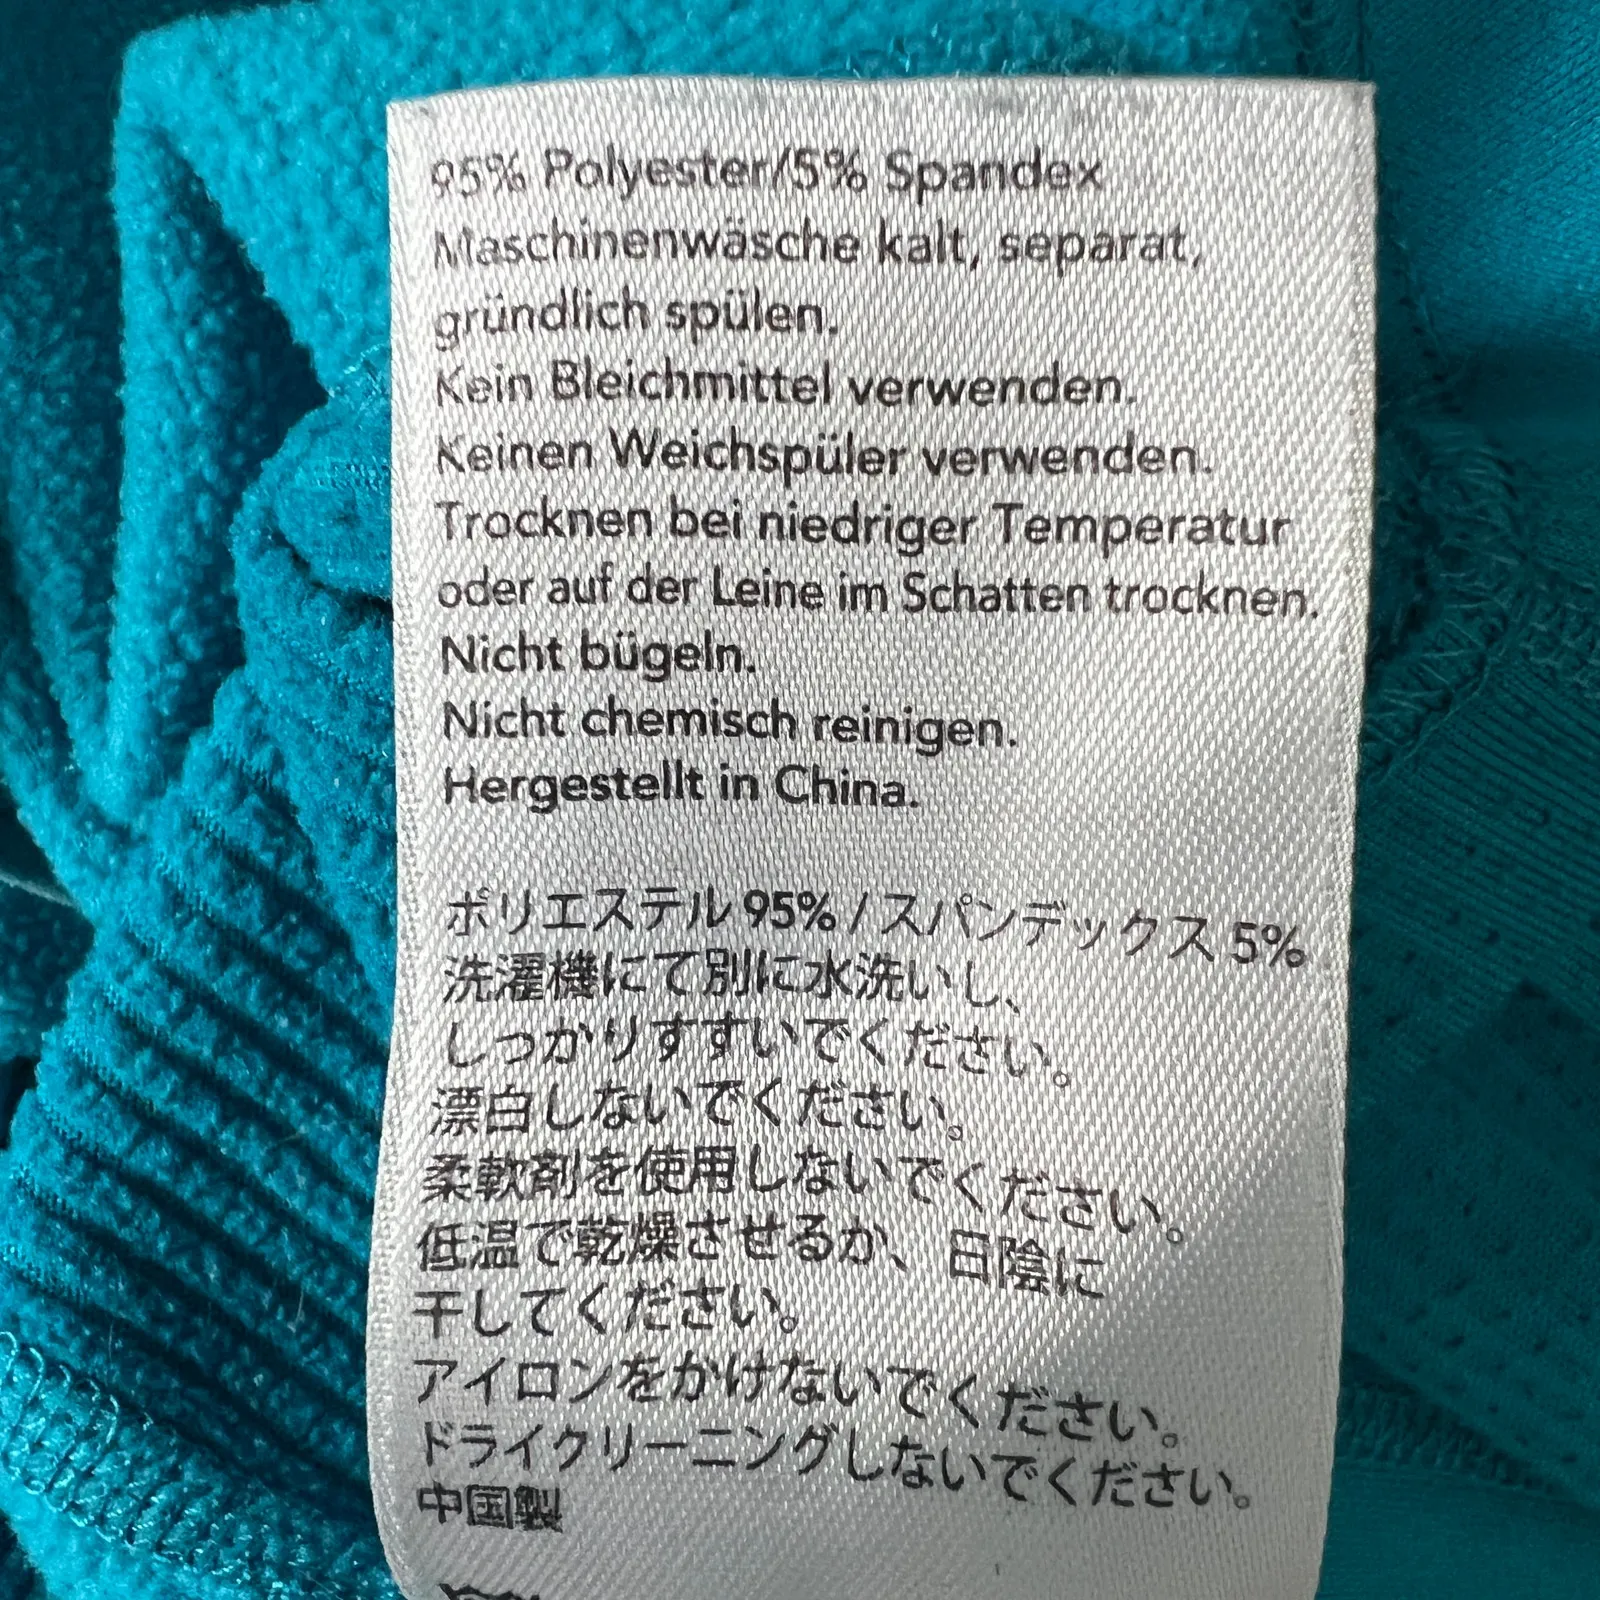 95% Polyester/5% Spandex
Maschinenwäsche kalt, separat,
gründlich spülen.
Kein Bleichmittel verwenden.
Keinen Weichspüler verwenden.
Trocknen bei niedriger Temperatur
oder auf der Leine im Schatten trocknen.
Nicht bügeln.
Nicht chemisch reinigen.
Hergestellt in China.
ポリエステル 95% / スパンデックス 5%
洗濯機にて別に水洗いし、
しっかりすすいでください。
漂白しないでください。
柔軟剤を使用しないでください。
低温で乾燥させるか、日陰に
干してください。
アイロンをかけないでください。
ドライクリーニングしないでください。
中国製